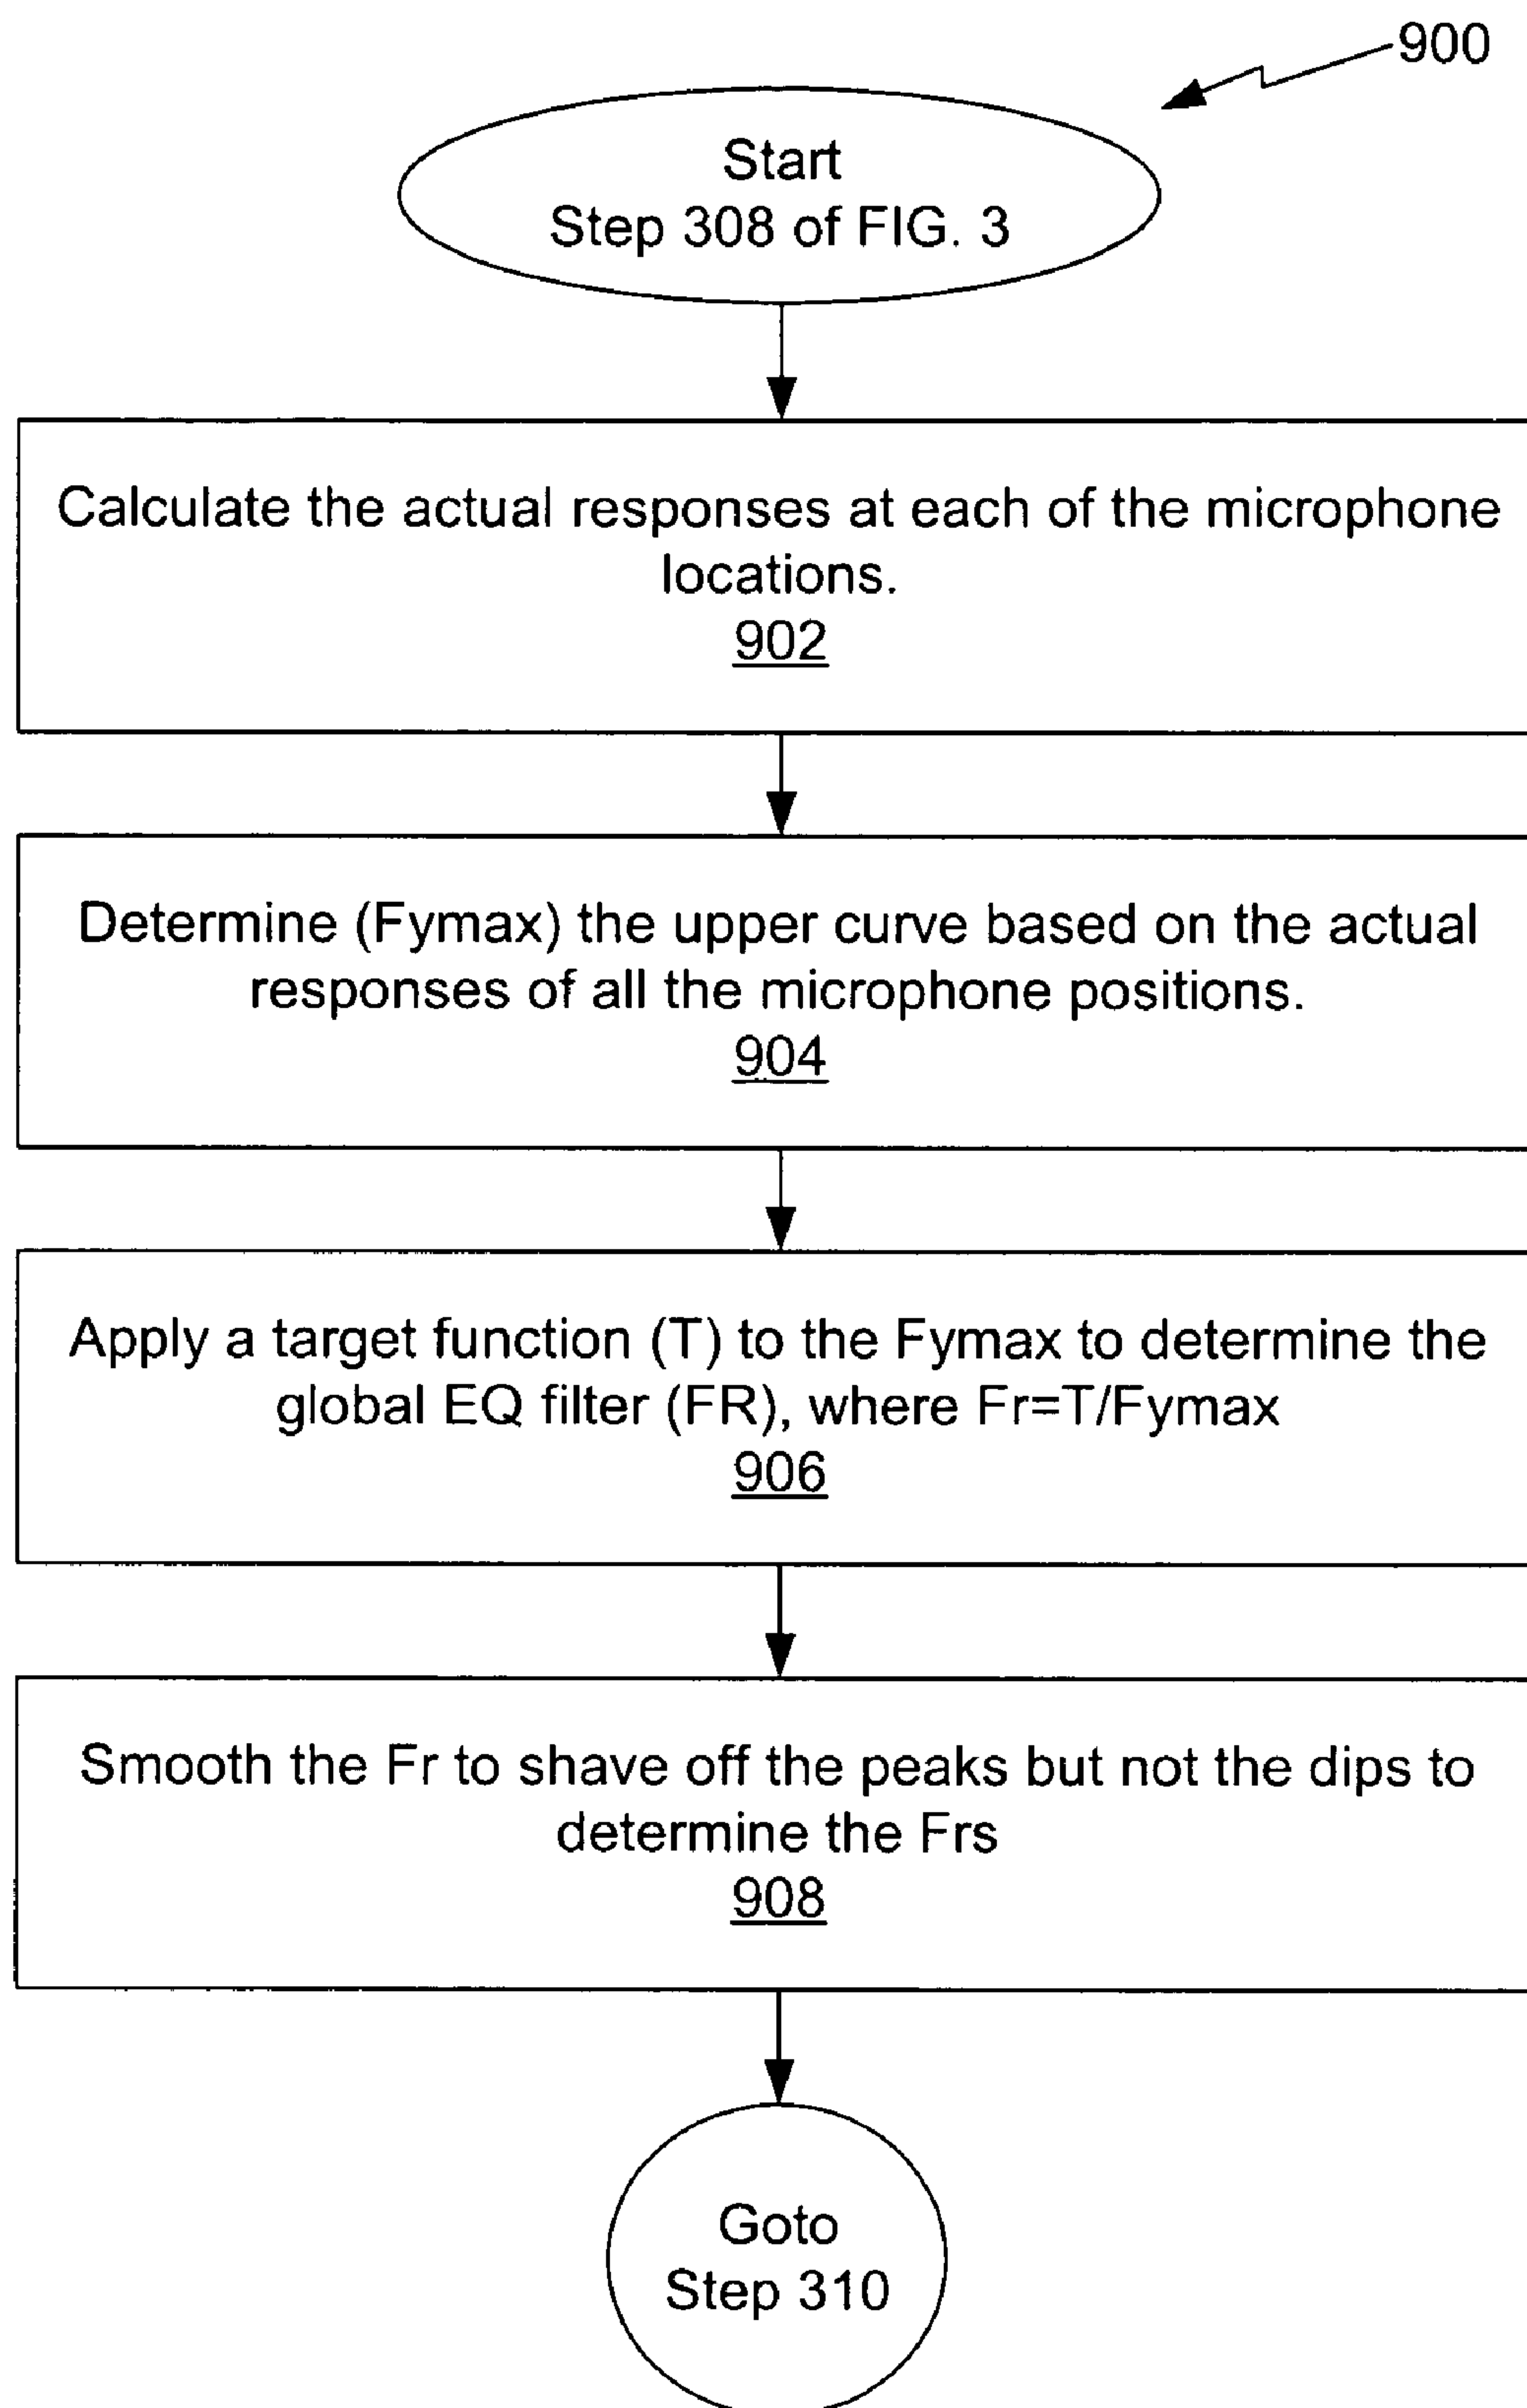 900
Start
Step 308 of FIG. 3
Calculate the actual responses at each of the microphone
locations.
902
Determine (Fymax) the upper curve based on the actual
responses of all the microphone positions.
904
Apply a target function (T) to the Fymax to determine the
global EQ filter (FR), where Fr=T/Fymax
906
Smooth the Fr to shave off the peaks but not the dips to
determine the Frs
908
Goto
Step 310